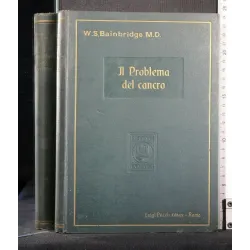 W.S.Bainbridge M.D.
Il Problema
del cancro